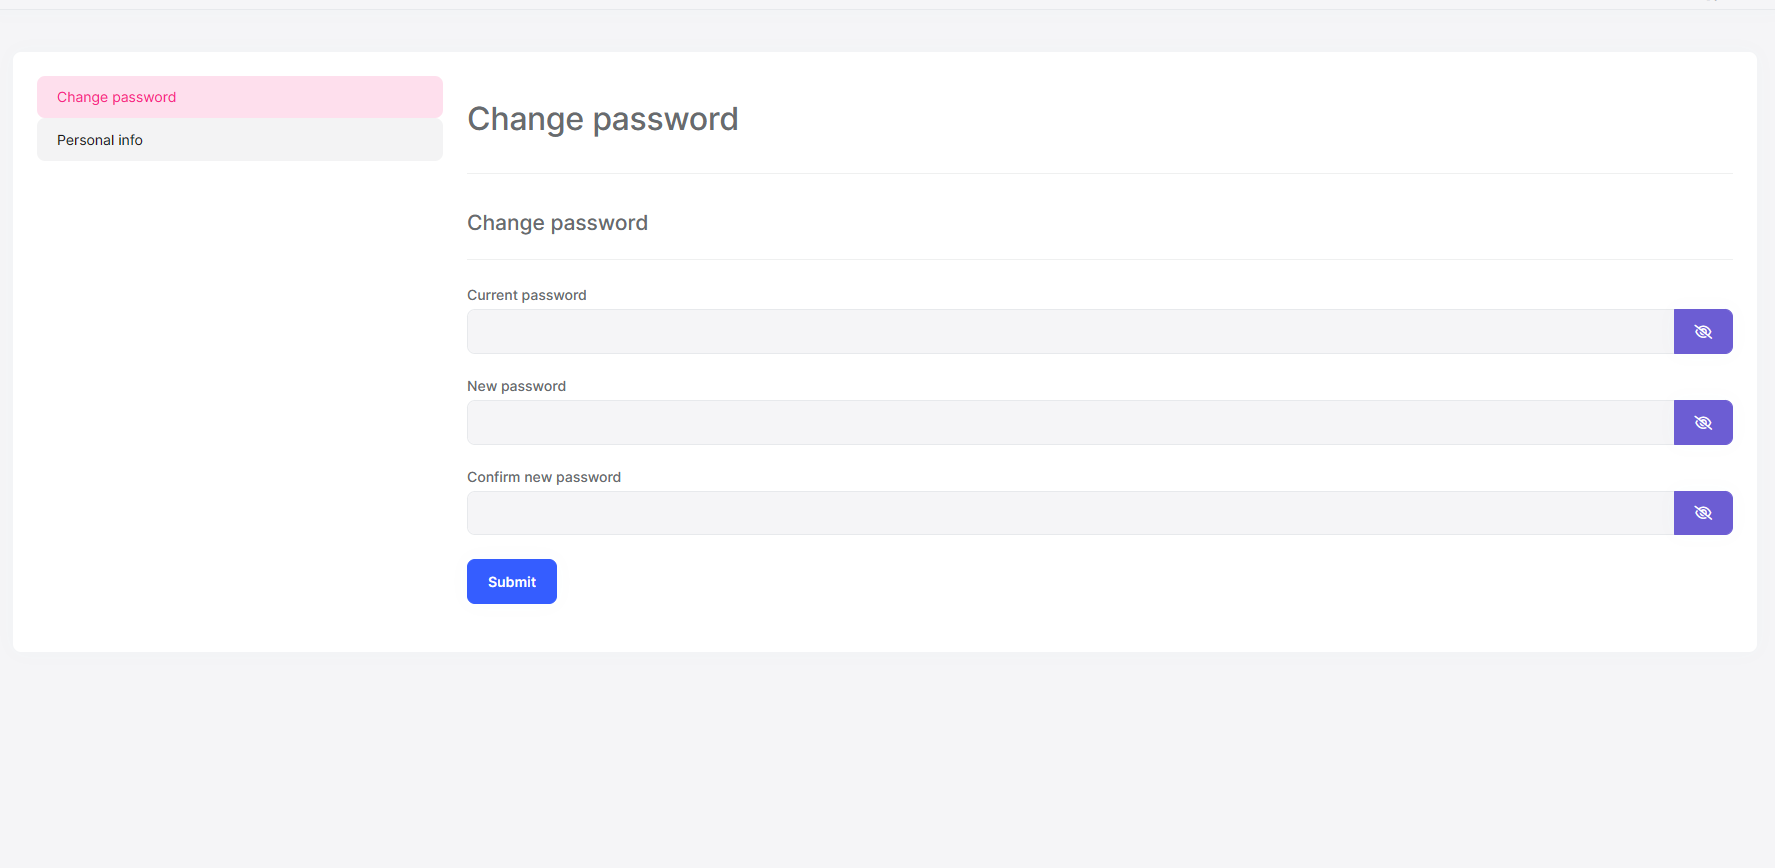 Change password
Personal info
Change password
Change password
Current password
New password
Confirm new password
Submit